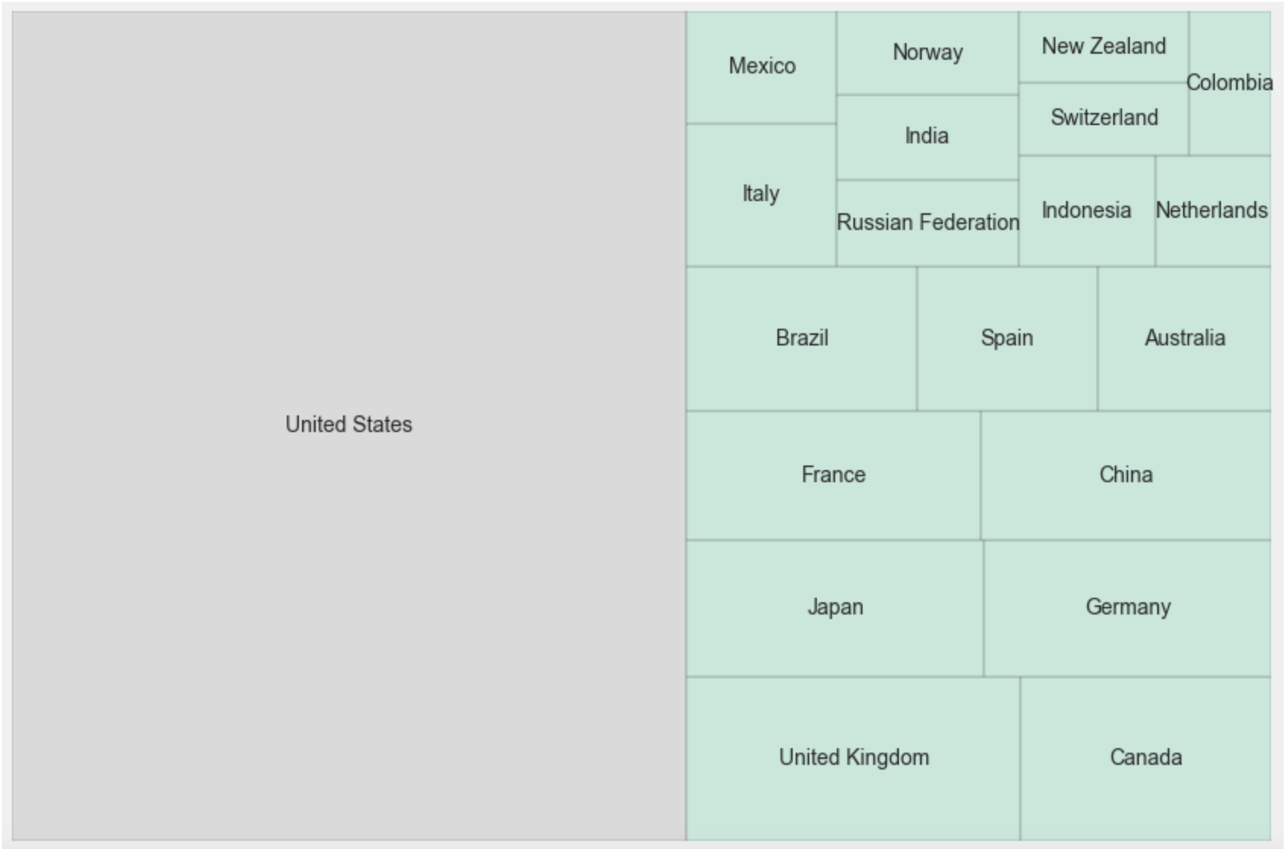 United States
Mexico
Norway
New Zealand
Colombia
Switzerland
India
Italy
Russian Federation
Indonesia
Netherlands
Brazil
Spain
Australia
France
China
Japan
Germany
United Kingdom
Canada